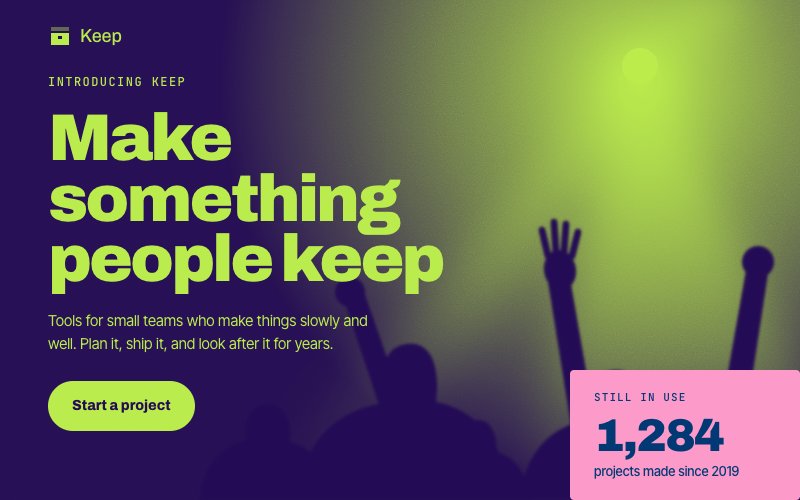 Keep
INTRODUCING KEEP
Make
something
people keep
Tools for small teams who make things slowly and
well. Plan it, ship it, and look after it for years.
Start a project
STILL IN USE
1,284
projects made since 2019